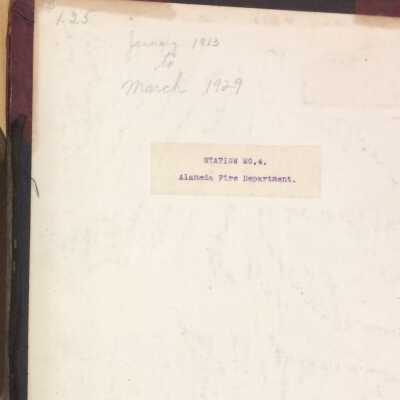 1.25
January 1913
to
March 1929
STATION NO.4.
Alameda Fire Department.